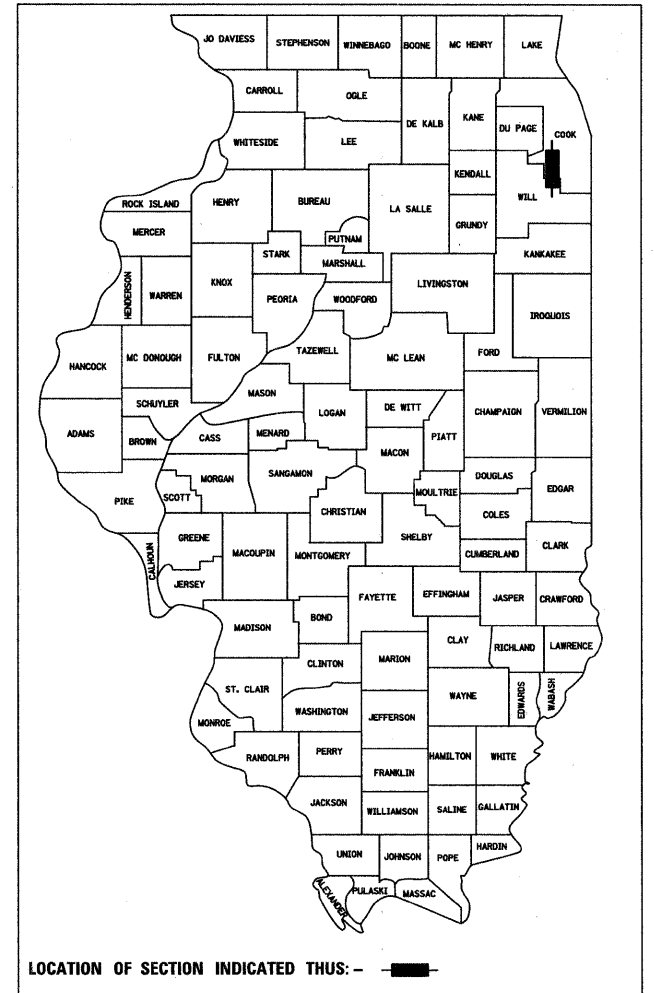 JO DAVIESS
STEPHENSON
WINNEBAGO
BOONE
MC HENRY
LAKE
CARROLL
OGLE
DE KALB
KANE
DU PAGE
COOK
WHITESIDE
LEE
KENDALL
WILL
ROCK ISLAND
HENRY
BUREAU
LA SALLE
GRUNDY
MERCER
PUTNAM
KANKAKEE
STARK
MARSHALL
HENDERSON
WARREN
KNOX
PEORIA
WOODFORD
LIVINGSTON
IROQUOIS
HANCOCK
MC DONOUGH
FULTON
TAZEWELL
MC LEAN
FORD
MASON
SCHUYLER
LOGAN
DE WITT
CHAMPAIGN
VERMILION
ADAMS
BROWN
CASS
MENARD
PIATT
MACON
MORGAN
SANGAMON
DOUGLAS
PIKE
SCOTT
MOULTRIE
EDGAR
CHRISTIAN
COLES
GREENE
SHELBY
CALHOUN
MACOUPIN
MONTGOMERY
CUMBERLAND
CLARK
JERSEY
FAYETTE
EFFINGHAM
JASPER
CRAWFORD
MADISON
BOND
CLAY
RICHLAND
LAWRENCE
MARION
CLINTON
ST. CLAIR
WAYNE
EDWARDS
WABASH
WASHINGTON
JEFFERSON
MONROE
RANDOLPH
PERRY
HAMILTON
WHITE
FRANKLIN
JACKSON
WILLIAMSON
SALINE
GALLATIN
UNION
JOHNSON
POPE
HARDIN
ALEXANDER
PULASKI
MASSAC
LOCATION OF SECTION INDICATED THUS: -